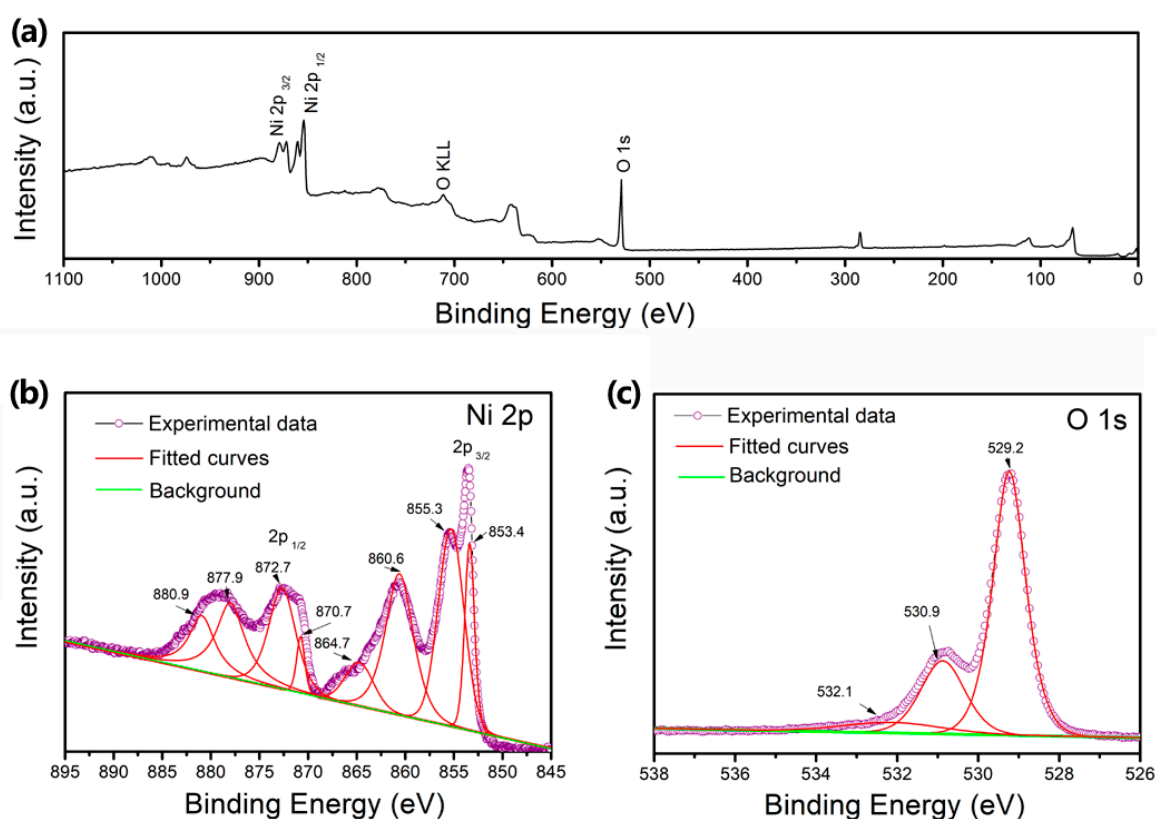 (a)
Intensity (a.u.)
Ni 2p 3/2
Ni 2p 1/2
O KLL
O 1s
1100 1000 900 800 700 600 500 400 300 200 100 0
Binding Energy (eV)
(b)
Intensity (a.u.)
Experimental data
Fitted curves
Background
Ni 2p
2p 3/2
855.3
853.4
860.6
2p 1/2
872.7
877.9
880.9
870.7
864.7
895 890 885 880 875 870 865 860 855 850 845
Binding Energy (eV)
(c)
Intensity (a.u.)
Experimental data
Fitted curves
Background
O 1s
529.2
530.9
532.1
538 536 534 532 530 528 526
Binding Energy (eV)